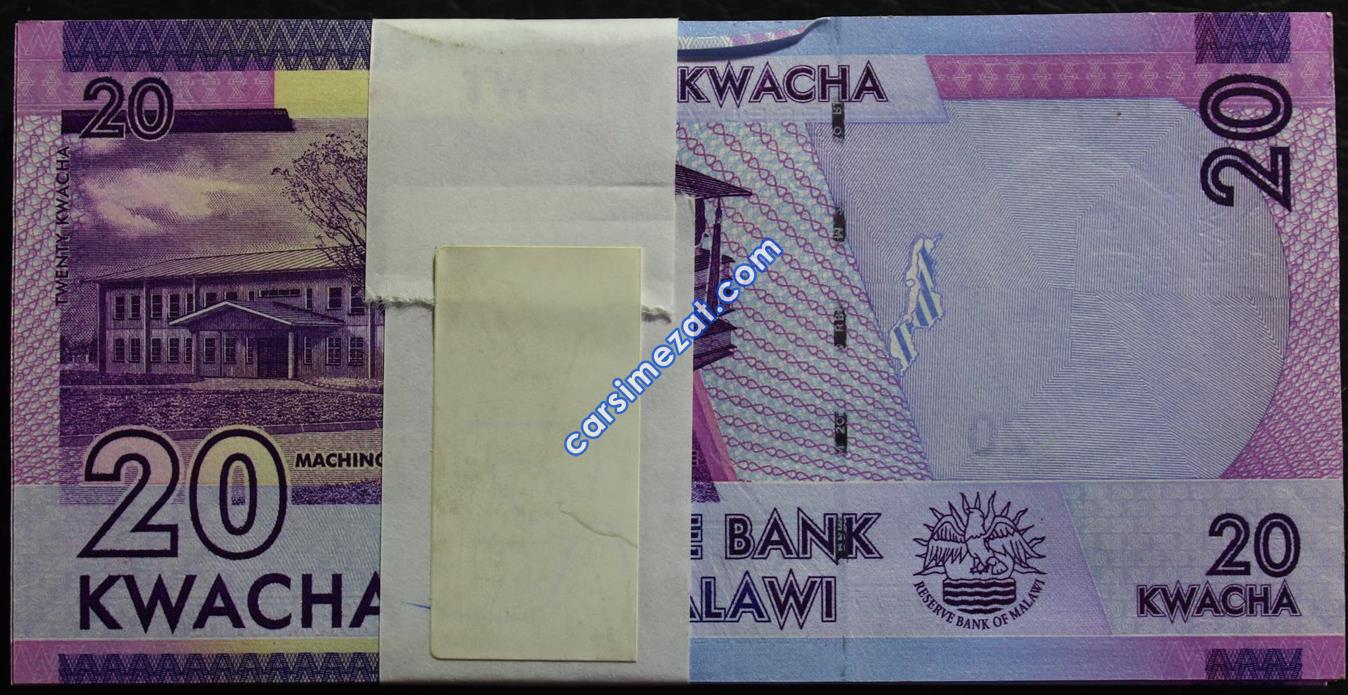 20
KWACHA
20
TWENTY KWACHA
carsimezat.com
20
MACHING
E BANK
20
KWACHA
ALAWI
KWACHA
RESERVE BANK OF MALAWI